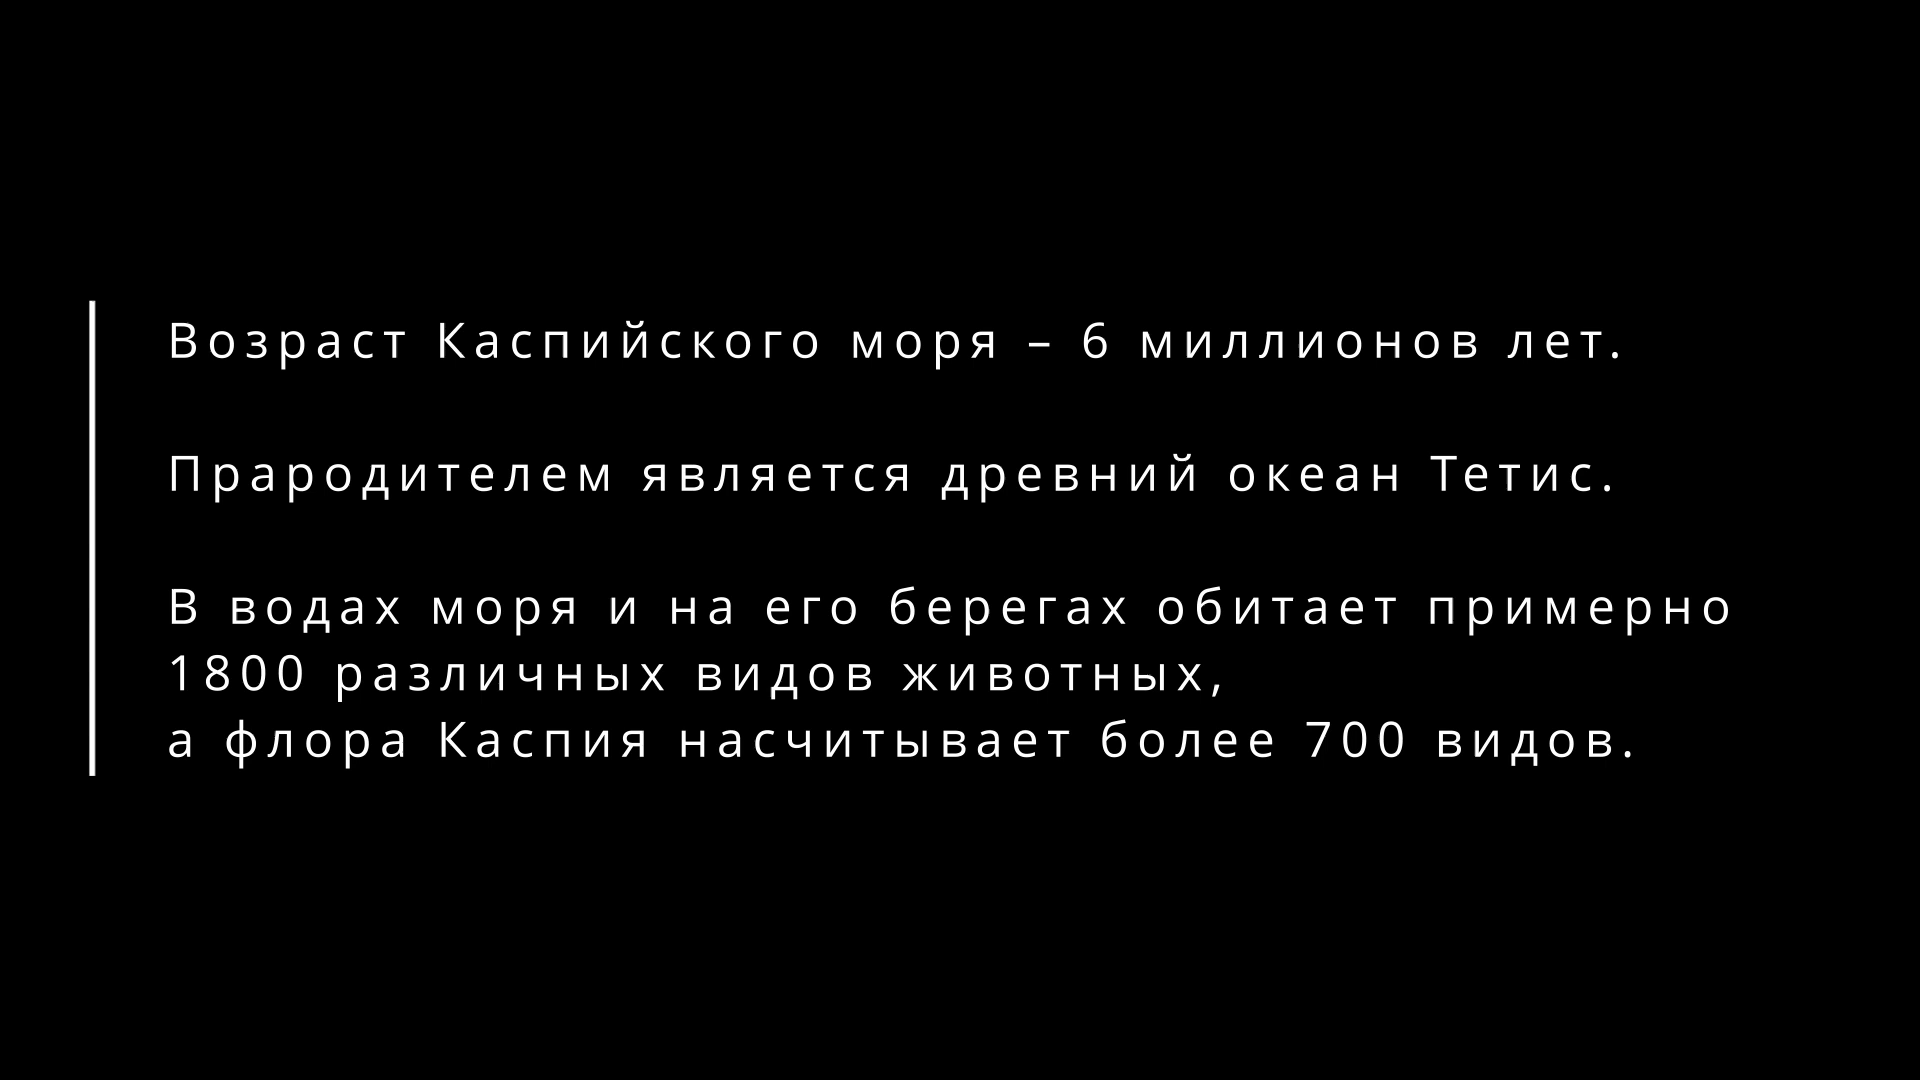 Возраст Каспийского моря – 6 миллионов лет.
Прародителем является древний океан Тетис.
В водах моря и на его берегах обитает примерно
1800 различных видов животных,
а флора Каспия насчитывает более 700 видов.